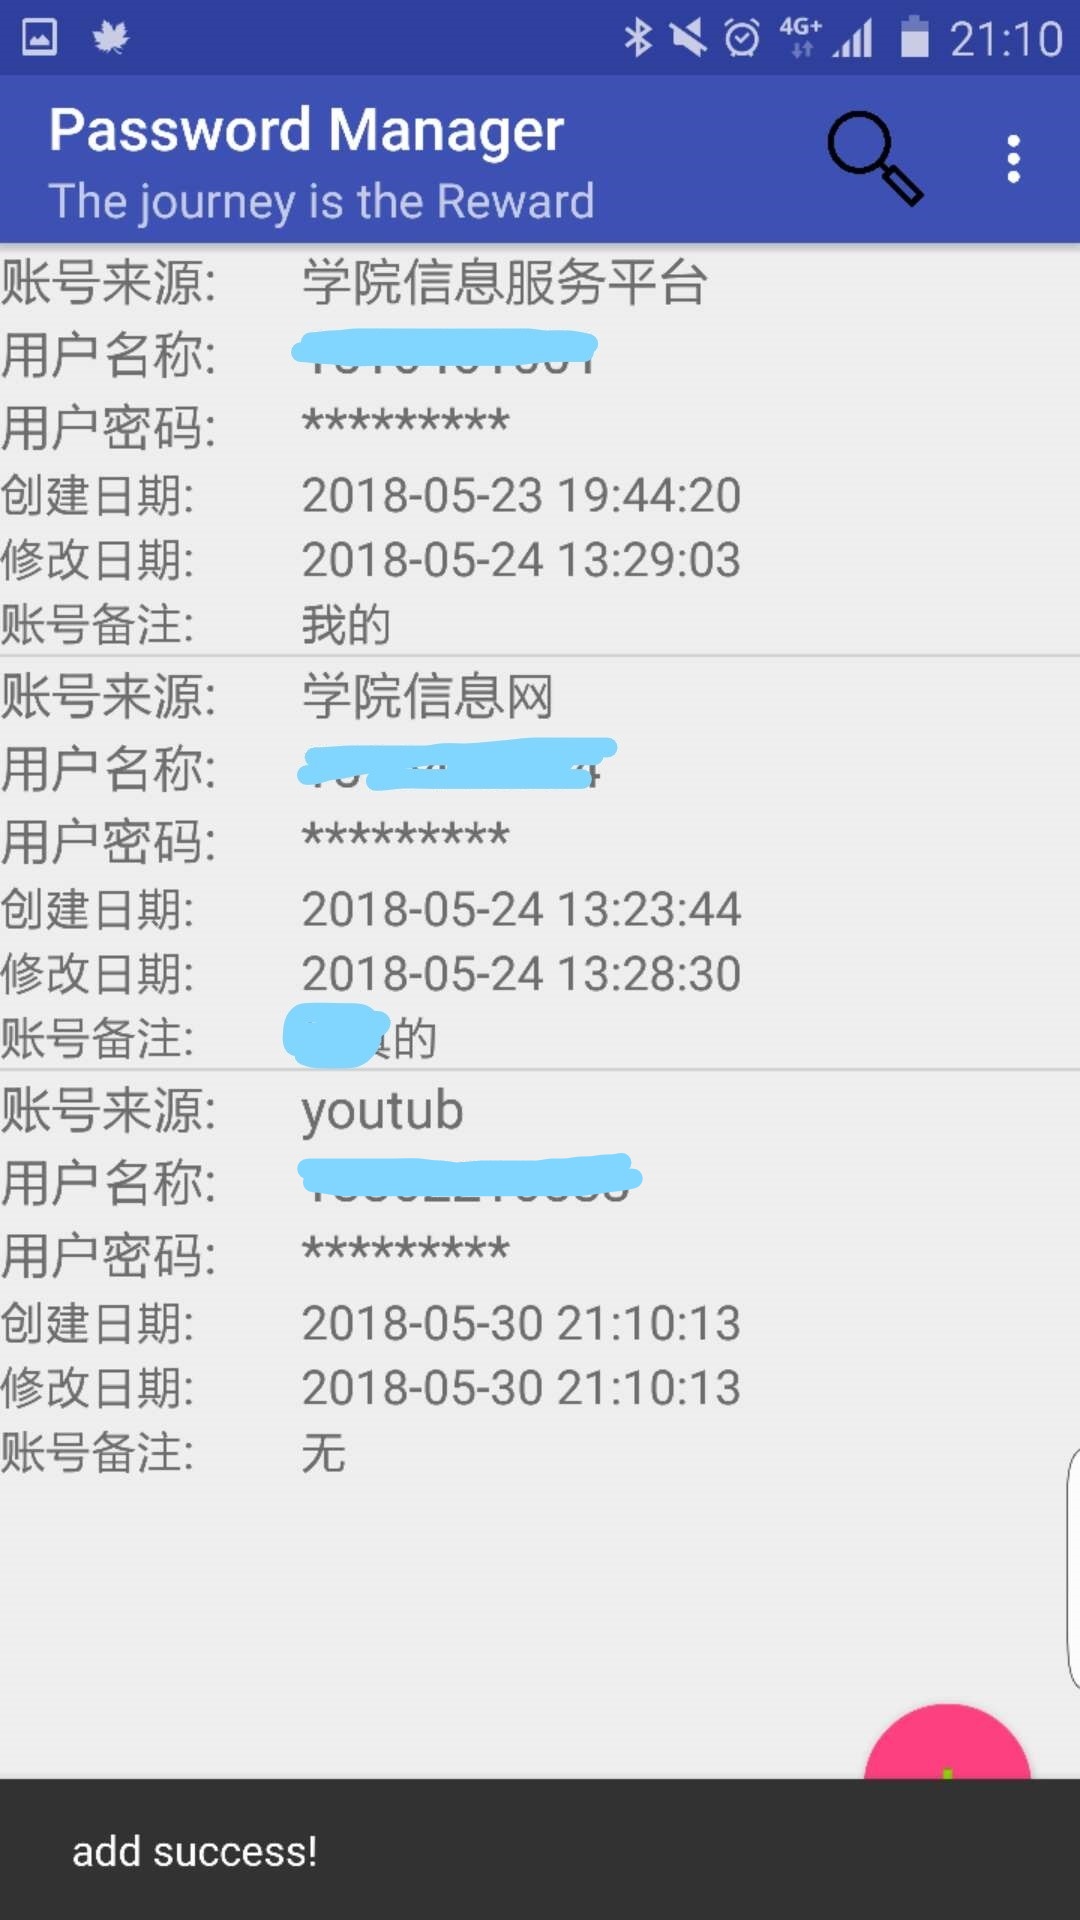 4G+ 21:10
Password Manager
The journey is the Reward
账号来源: 学院信息服务平台
用户名称:
用户密码: *********
创建日期: 2018-05-23 19:44:20
修改日期: 2018-05-24 13:29:03
账号备注: 我的
账号来源: 学院信息网
用户名称:
用户密码: *********
创建日期: 2018-05-24 13:23:44
修改日期: 2018-05-24 13:28:30
账号备注: 的
账号来源: youtub
用户名称:
用户密码: *********
创建日期: 2018-05-30 21:10:13
修改日期: 2018-05-30 21:10:13
账号备注: 无
add success!